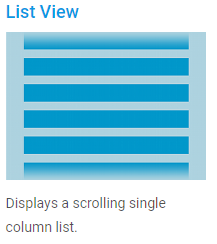 List View
Displays a scrolling single
column list.